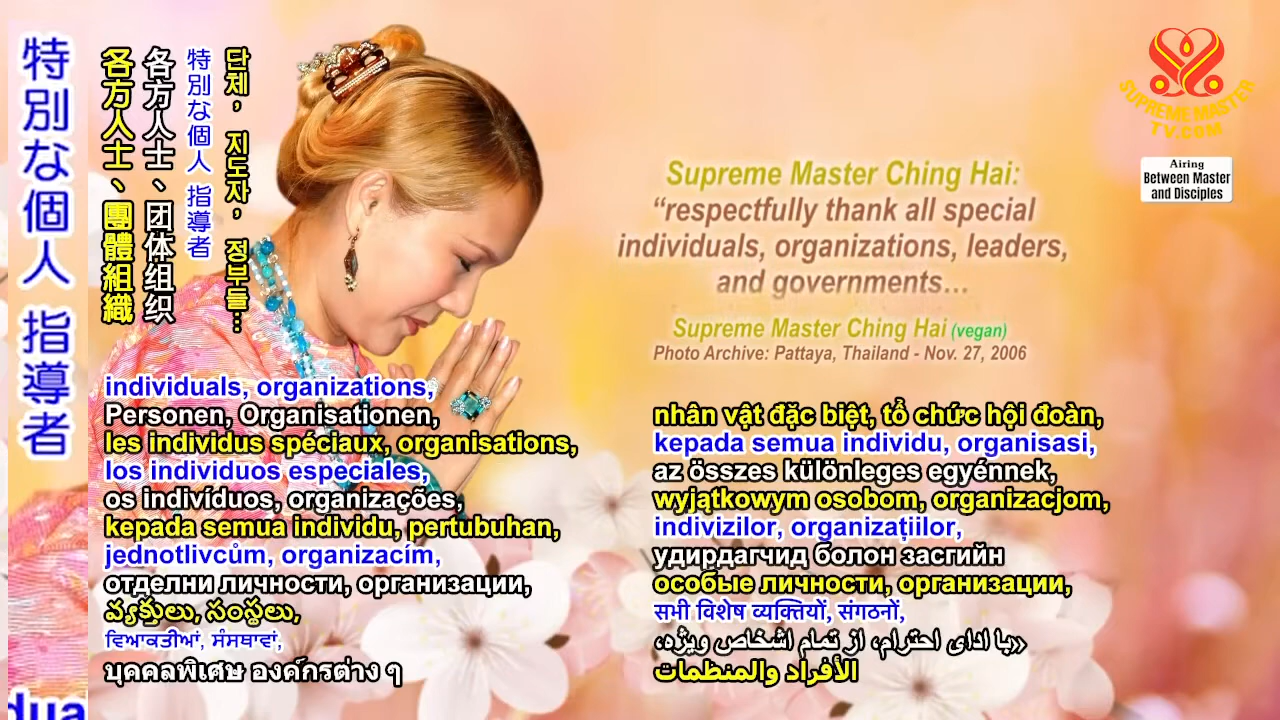 特別な個人 指導者
各方人士、團體組織
各方人士、团体组织
特別な個人 指導者
단체, 지도자, 정부들...
SUPREME MASTER
TV.COM
Airing
Between Master
and Disciples
Supreme Master Ching Hai:
“respectfully thank all special
individuals, organizations, leaders,
and governments…
Supreme Master Ching Hai (vegan)
Photo Archive: Pattaya, Thailand - Nov. 27, 2006
individuals, organizations,
Personen, Organisationen,
les individus spéciaux, organisations,
los individuos especiales,
os indivíduos, organizações,
kepada semua individu, pertubuhan,
jednotlivcům, organizacím,
отделни личности, организации,
వ్యక్తులు, సంస్థలు,
ਵਿਅਕਤੀਆਂ, ਸੰਸਥਾਵਾਂ,
บุคคลพิเศษ องค์กรต่าง ๆ
nhân vật đặc biệt, tổ chức hội đoàn,
kepada semua individu, organisasi,
az összes különleges egyénnek,
wyjątkowym osobom, organizacjom,
indivizilor, organizațiilor,
удирдагчид болон засгийн
особые личности, организации,
सभी विशेष व्यक्तियों, संगठनों,
«با ادای احترام، از تمام اشخاص ویژه،
الأفراد والمنظمات
dua